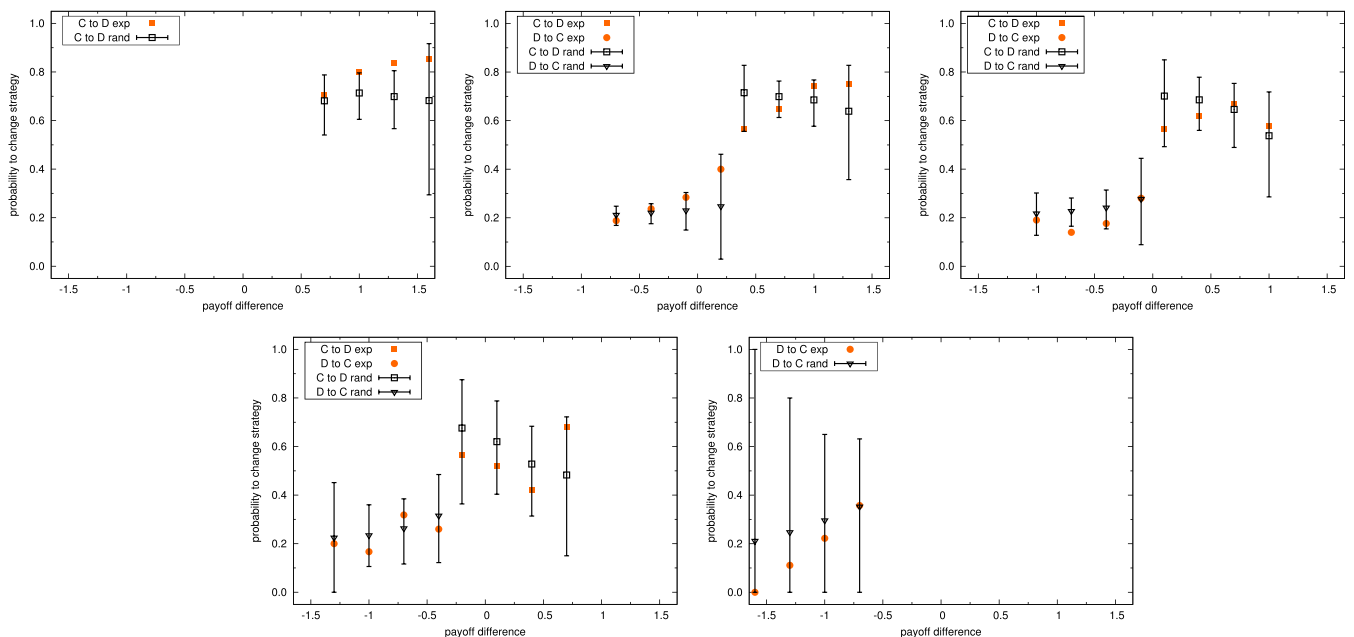 C to D exp
C to D rand
probability to change strategy
1.0
0.8
0.6
0.4
0.2
0.0
-1.5 -1 -0.5 0 0.5 1 1.5
payoff difference
C to D exp
D to C exp
C to D rand
D to C rand
probability to change strategy
1.0
0.8
0.6
0.4
0.2
0.0
-1.5 -1 -0.5 0 0.5 1 1.5
payoff difference
C to D exp
D to C exp
C to D rand
D to C rand
probability to change strategy
1.0
0.8
0.6
0.4
0.2
0.0
-1.5 -1 -0.5 0 0.5 1 1.5
payoff difference
C to D exp
D to C exp
C to D rand
D to C rand
probability to change strategy
1.0
0.8
0.6
0.4
0.2
0.0
-1.5 -1 -0.5 0 0.5 1 1.5
payoff difference
D to C exp
D to C rand
probability to change strategy
1.0
0.8
0.6
0.4
0.2
0.0
-1.5 -1 -0.5 0 0.5 1 1.5
payoff difference